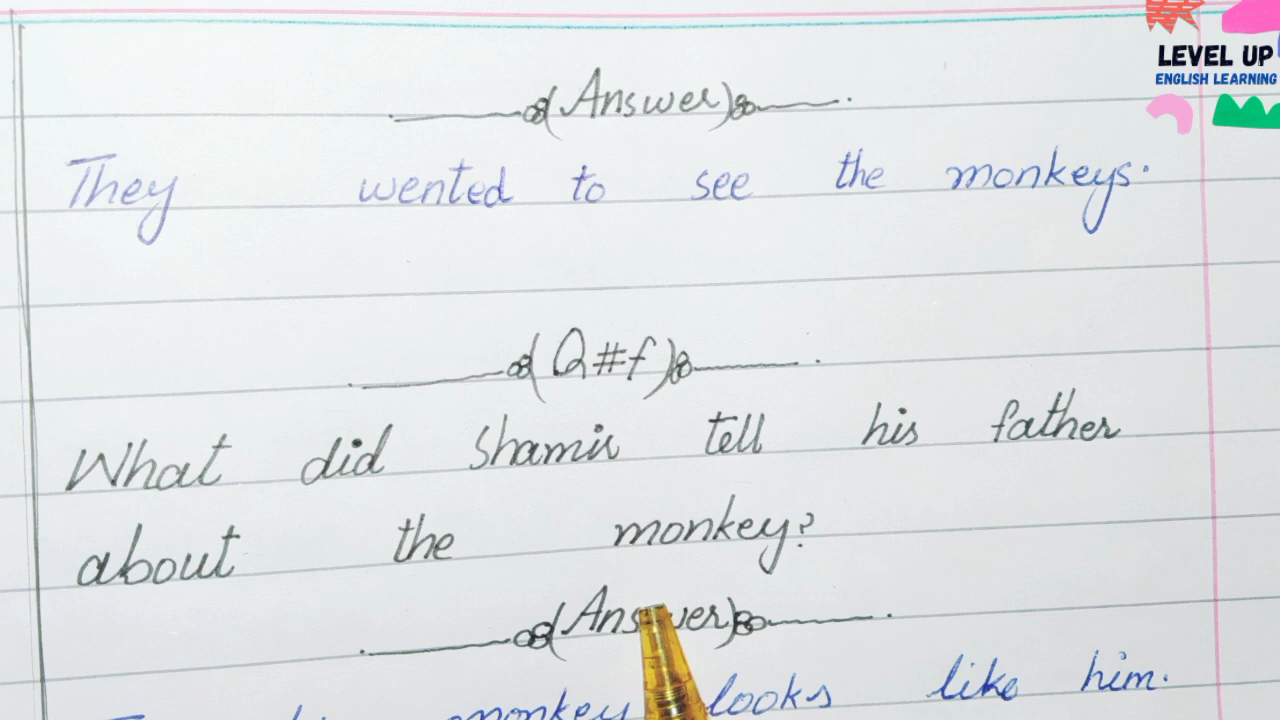 LEVEL UP
ENGLISH LEARNING
(Answer)
They wented to see the monkeys.
(Q#f)
What did Shamir tell his father
about the monkey?
(Answer)
monkey looks like him.